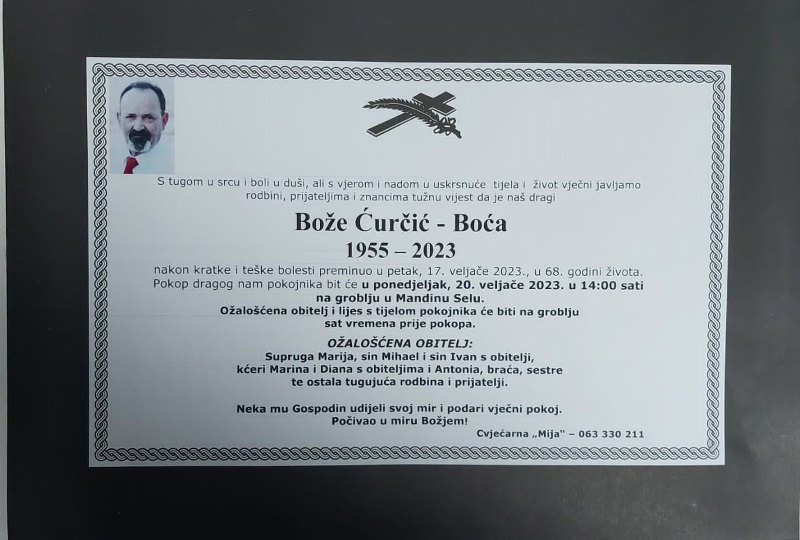 S tugom u srcu i boli u duši, ali s vjerom i nadom u uskrsnuće tijela i život vječni javljamo
rodbini, prijateljima i znancima tužnu vijest da je naš dragi
Bože Ćurčić - Boća
1955 – 2023
nakon kratke i teške bolesti preminuo u petak, 17. veljače 2023., u 68. godini života.
Pokop dragog nam pokojnika bit će u ponedjeljak, 20. veljače 2023. u 14:00 sati
na groblju u Mandinu Selu.
Ožalošćena obitelj i lijes s tijelom pokojnika će biti na groblju
sat vremena prije pokopa.
OŽALOŠĆENA OBITELJ:
Supruga Marija, sin Mihael i sin Ivan s obitelji,
kćeri Marina i Diana s obiteljima i Antonia, braća, sestre
te ostala tugujuća rodbina i prijatelji.
Neka mu Gospodin udijeli svoj mir i podari vječni pokoj.
Počivao u miru Božjem!
Cvjećarna „Mija“ – 063 330 211